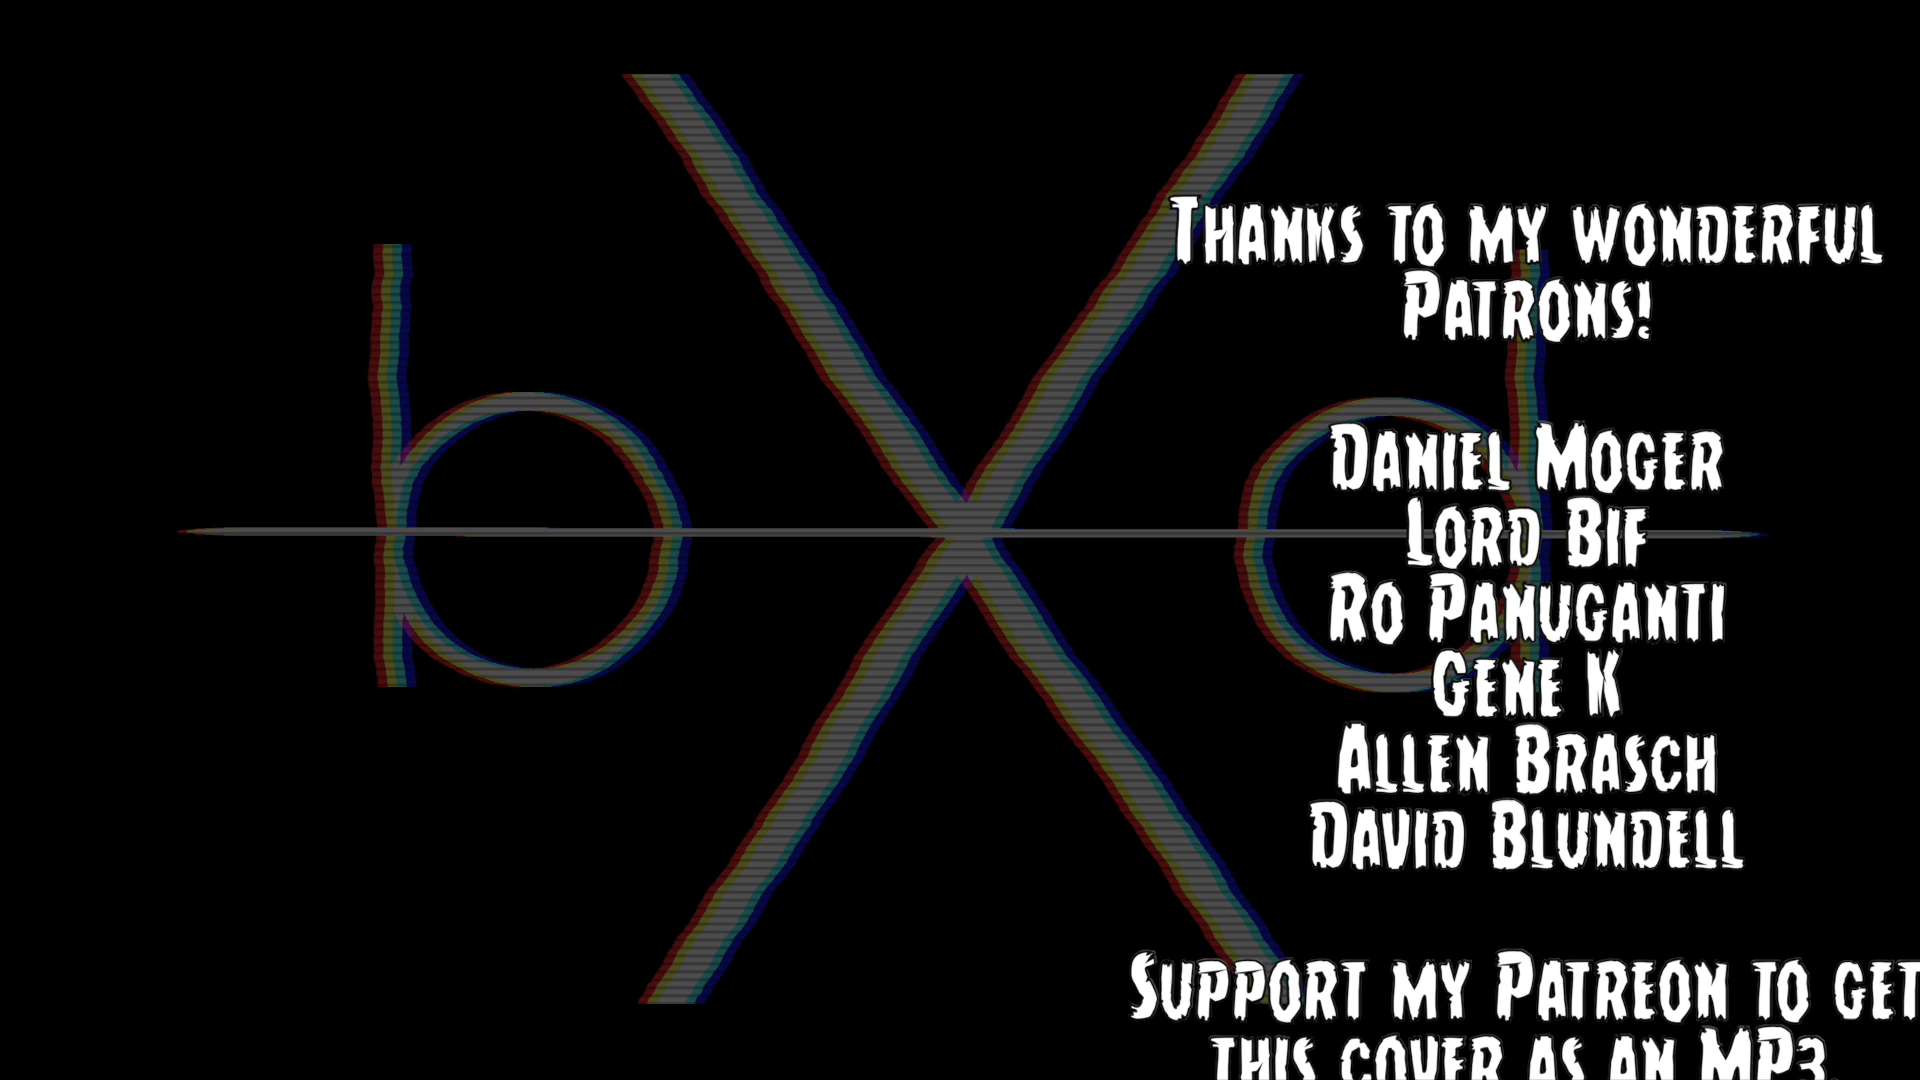 bXd
Thanks to my wonderful
Patrons!
Daniel Moger
Lord Bif
Ro Panuganti
Gene K
Allen Brasch
David Blundell
Support my Patreon to get
this cover as an MP3.